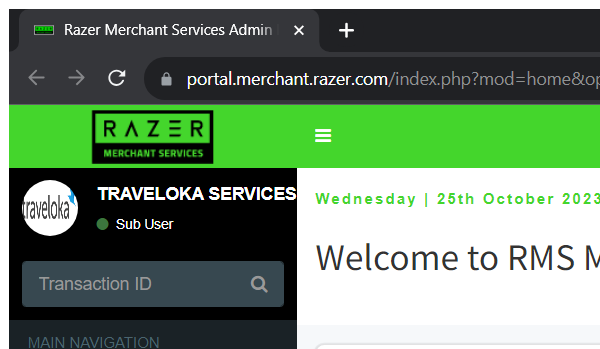 Razer Merchant Services Admin
portal.merchant.razer.com/index.php?mod=home&op
RAZER
MERCHANT SERVICES
traveloka
TRAVELOKA SERVICES
Sub User
Transaction ID
MAIN NAVIGATION
Wednesday | 25th October 2023
Welcome to RMS M